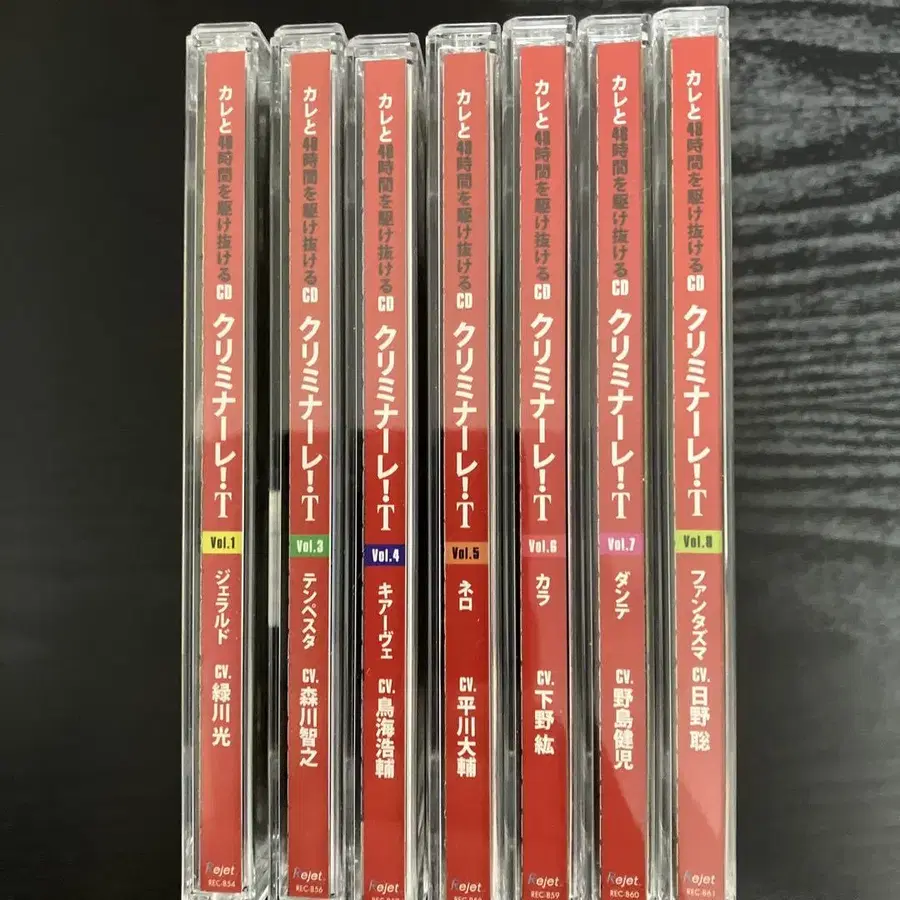 カレと48時間を駆け抜けるCD クリミナーレ!T Vol.1 ジェラルド CV.緑川 光
Rejet REC-854
カレと48時間を駆け抜けるCD クリミナーレ!T Vol.3 テンペスタ CV.森川智之
Rejet REC-856
カレと48時間を駆け抜けるCD クリミナーレ!T Vol.4 キアーヴェ CV.鳥海浩輔
Rejet
カレと48時間を駆け抜けるCD クリミナーレ!T Vol.5 ネロ CV.平川大輔
Rejet
カレと48時間を駆け抜けるCD クリミナーレ!T Vol.6 カラ CV.下野 紘
Rejet REC-859
カレと48時間を駆け抜けるCD クリミナーレ!T Vol.7 ダンテ CV.野島健児
Rejet REC-860
カレと48時間を駆け抜けるCD クリミナーレ!T Vol.8 ファンタズマ CV.日野 聡
Rejet REC-861